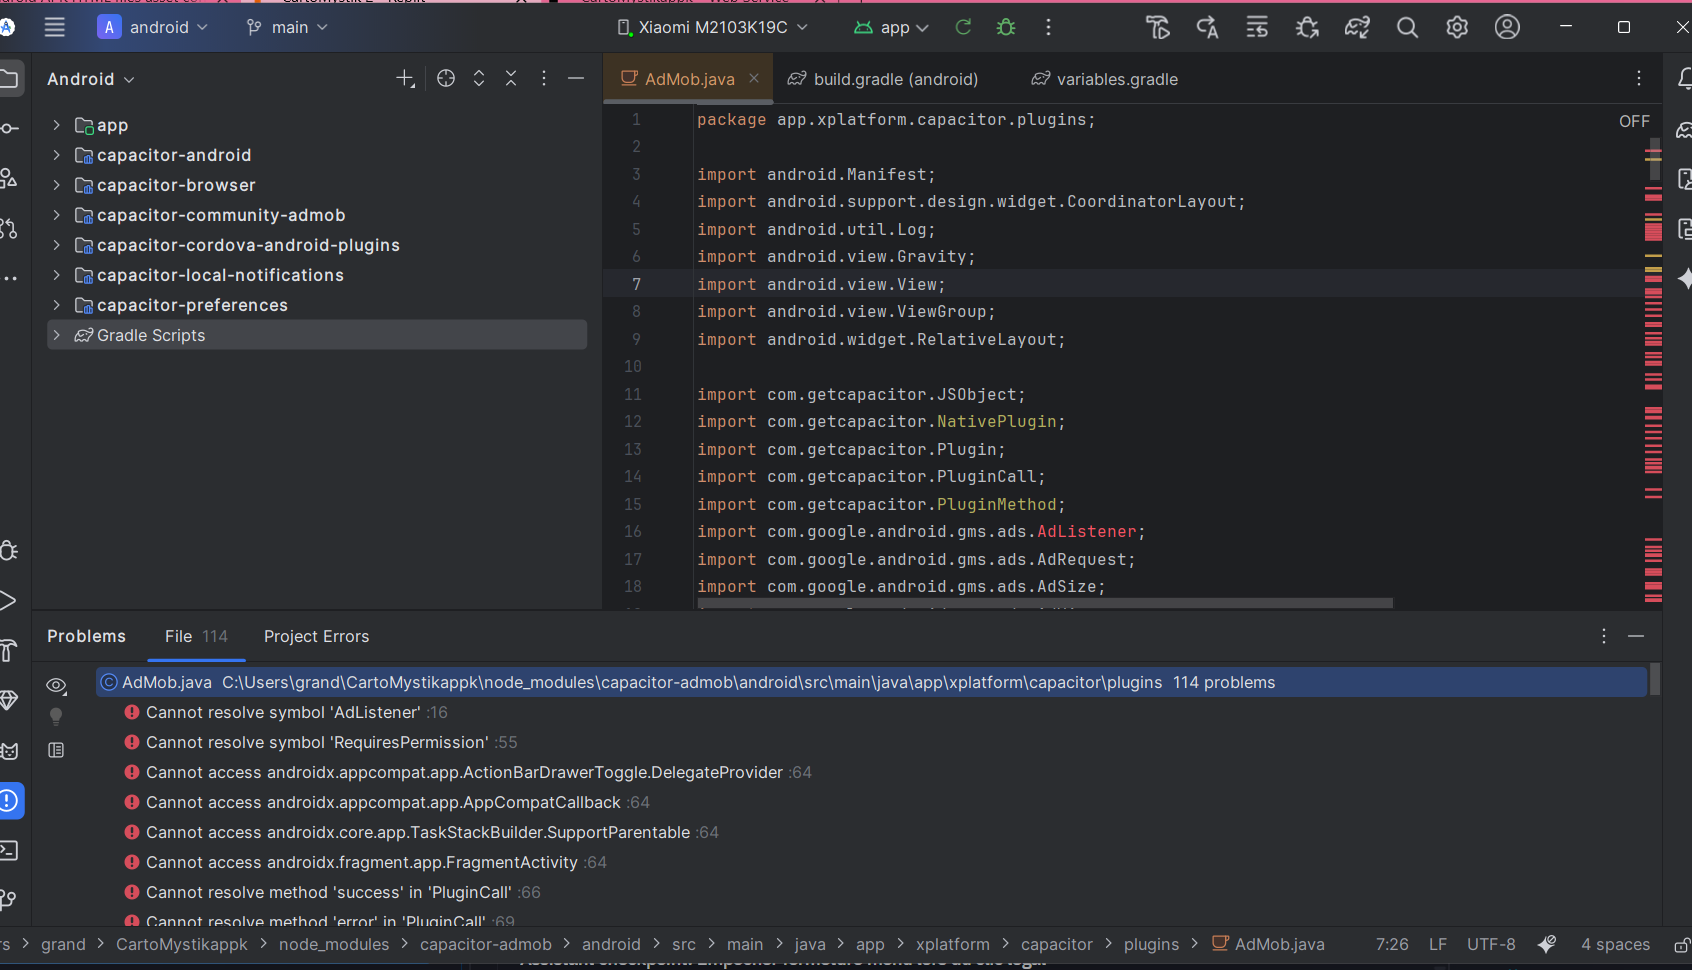 A android main Xiaomi M2103K19C app
Android
AdMob.java build.gradle (android) variables.gradle
app
capacitor-android
capacitor-browser
capacitor-community-admob
capacitor-cordova-android-plugins
capacitor-local-notifications
capacitor-preferences
Gradle Scripts
OFF
1 package app.xplatform.capacitor.plugins;
2
3 import android.Manifest;
4 import android.support.design.widget.CoordinatorLayout;
5 import android.util.Log;
6 import android.view.Gravity;
7 import android.view.View;
8 import android.view.ViewGroup;
9 import android.widget.RelativeLayout;
10
11 import com.getcapacitor.JSObject;
12 import com.getcapacitor.NativePlugin;
13 import com.getcapacitor.Plugin;
14 import com.getcapacitor.PluginCall;
15 import com.getcapacitor.PluginMethod;
16 import com.google.android.gms.ads.AdListener;
17 import com.google.android.gms.ads.AdRequest;
18 import com.google.android.gms.ads.AdSize;
Problems File 114 Project Errors
AdMob.java C:\Users\grand\CartoMystikappk\node_modules\capacitor-admob\android\src\main\java\app\xplatform\capacitor\plugins 114 problems
Cannot resolve symbol 'AdListener' :16
Cannot resolve symbol 'RequiresPermission' :55
Cannot access androidx.appcompat.app.ActionBarDrawerToggle.DelegateProvider :64
Cannot access androidx.appcompat.app.AppCompatCallback :64
Cannot access androidx.core.app.TaskStackBuilder.SupportParentable :64
Cannot access androidx.fragment.app.FragmentActivity :64
Cannot resolve method 'success' in 'PluginCall' :66
Cannot resolve method 'error' in 'PluginCall' :69
rs > grand > CartoMystikappk > node_modules > capacitor-admob > android > src > main > java > app > xplatform > capacitor > plugins > AdMob.java 7:26 LF UTF-8 4 spaces